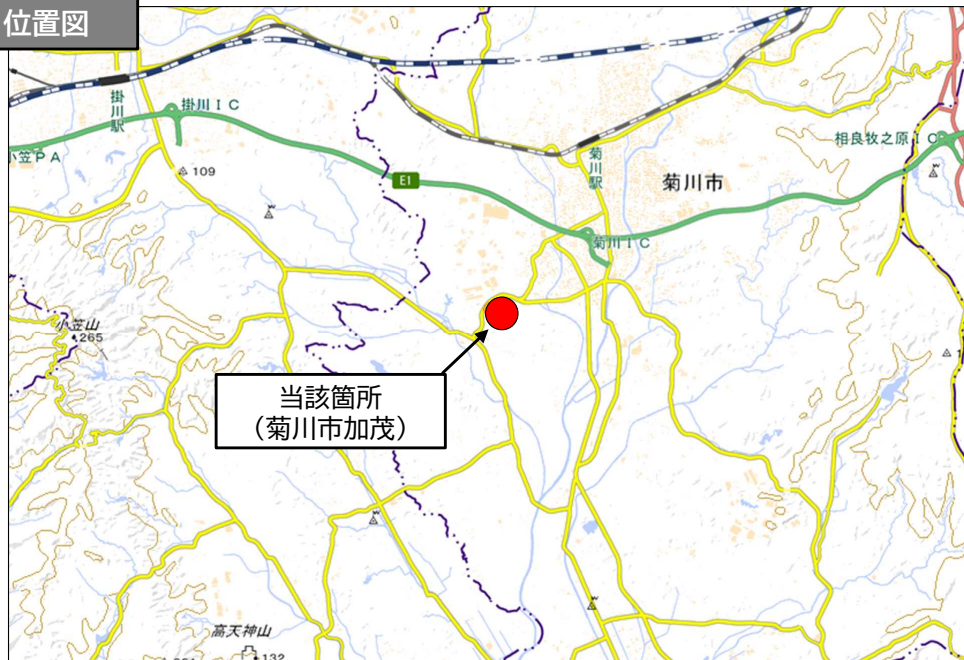 位置図
掛川駅
掛川IC
小笠PA
109
E1
菊川駅
菊川市
相良牧之原IC
菊川IC
小笠山
265
当該箇所
（菊川市加茂）
高天神山
132